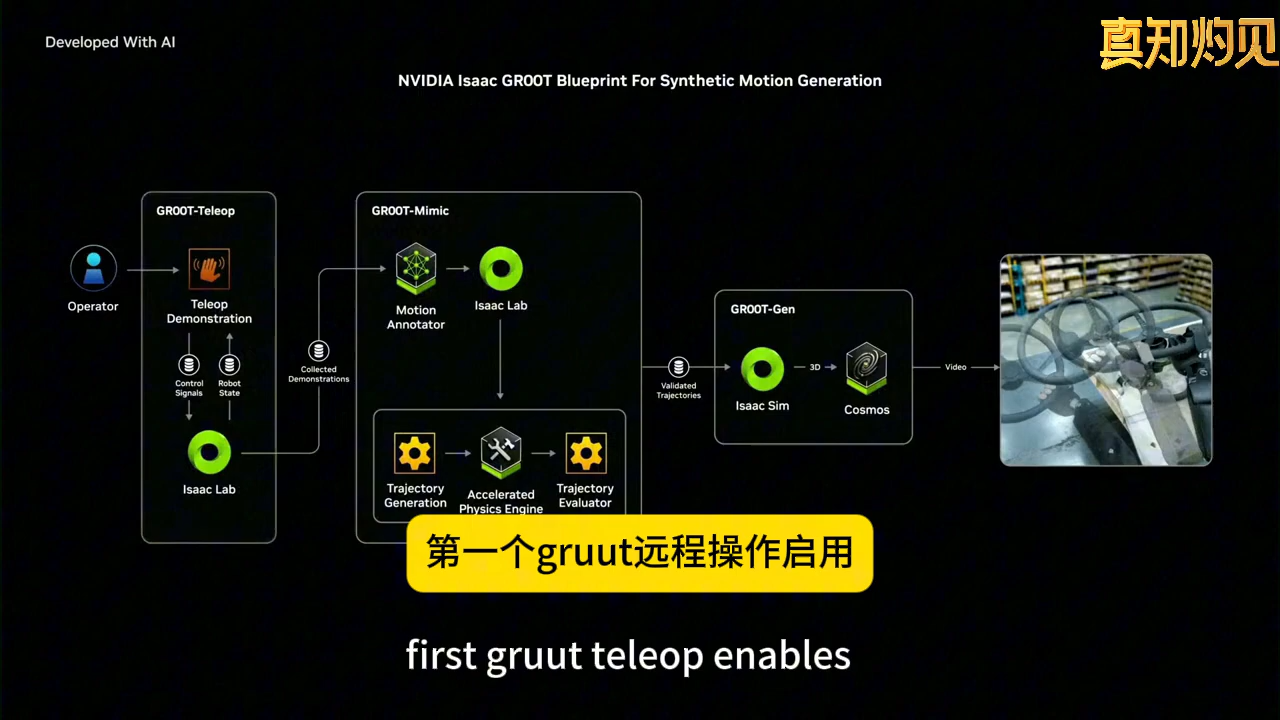 Developed With AI
真知灼见
NVIDIA Isaac GR00T Blueprint For Synthetic Motion Generation
GR00T-Teleop
Operator
Teleop
Demonstration
Control
Signals
Robot
State
Isaac Lab
Collected
Demonstrations
GR00T-Mimic
Motion
Annotator
Isaac Lab
Trajectory
Generation
Accelerated
Physics Engine
Trajectory
Evaluator
Validated
Trajectories
GR00T-Gen
Isaac Sim
3D
Cosmos
Video
第一个gruut远程操作启用
first gruut teleop enables